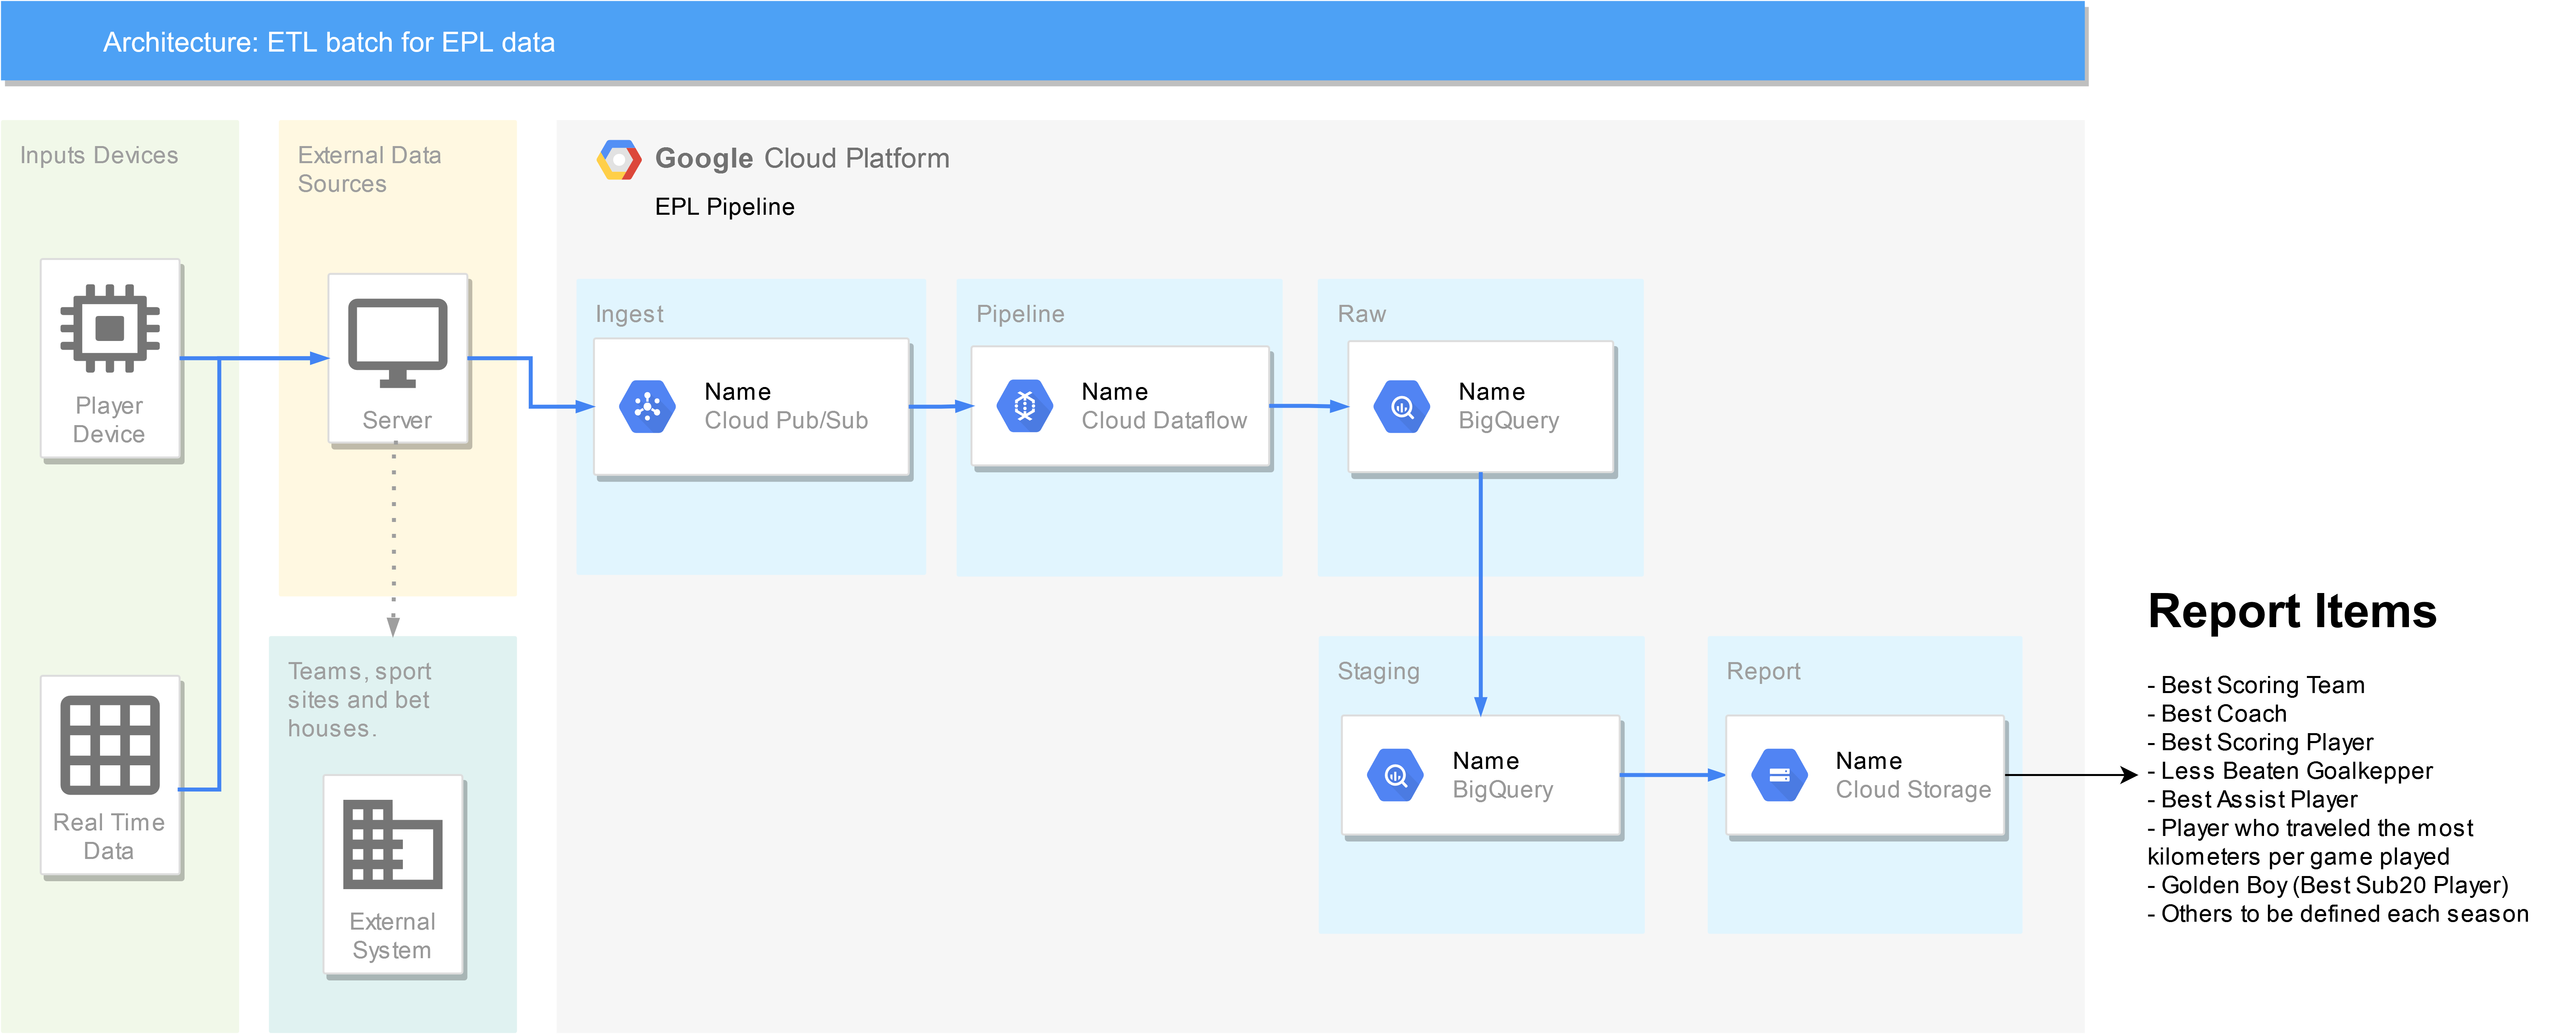 Architecture: ETL batch for EPL data
Inputs Devices
Player
Device
Real Time
Data
External Data
Sources
Server
Teams, sport
sites and bet
houses.
External
System
Google Cloud Platform
EPL Pipeline
Ingest
Name
Cloud Pub/Sub
Pipeline
Name
Cloud Dataflow
Raw
Name
BigQuery
Staging
Name
BigQuery
Report
Name
Cloud Storage
Report Items
- Best Scoring Team
- Best Coach
- Best Scoring Player
- Less Beaten Goalkepper
- Best Assist Player
- Player who traveled the most
kilometers per game played
- Golden Boy (Best Sub20 Player)
- Others to be defined each season